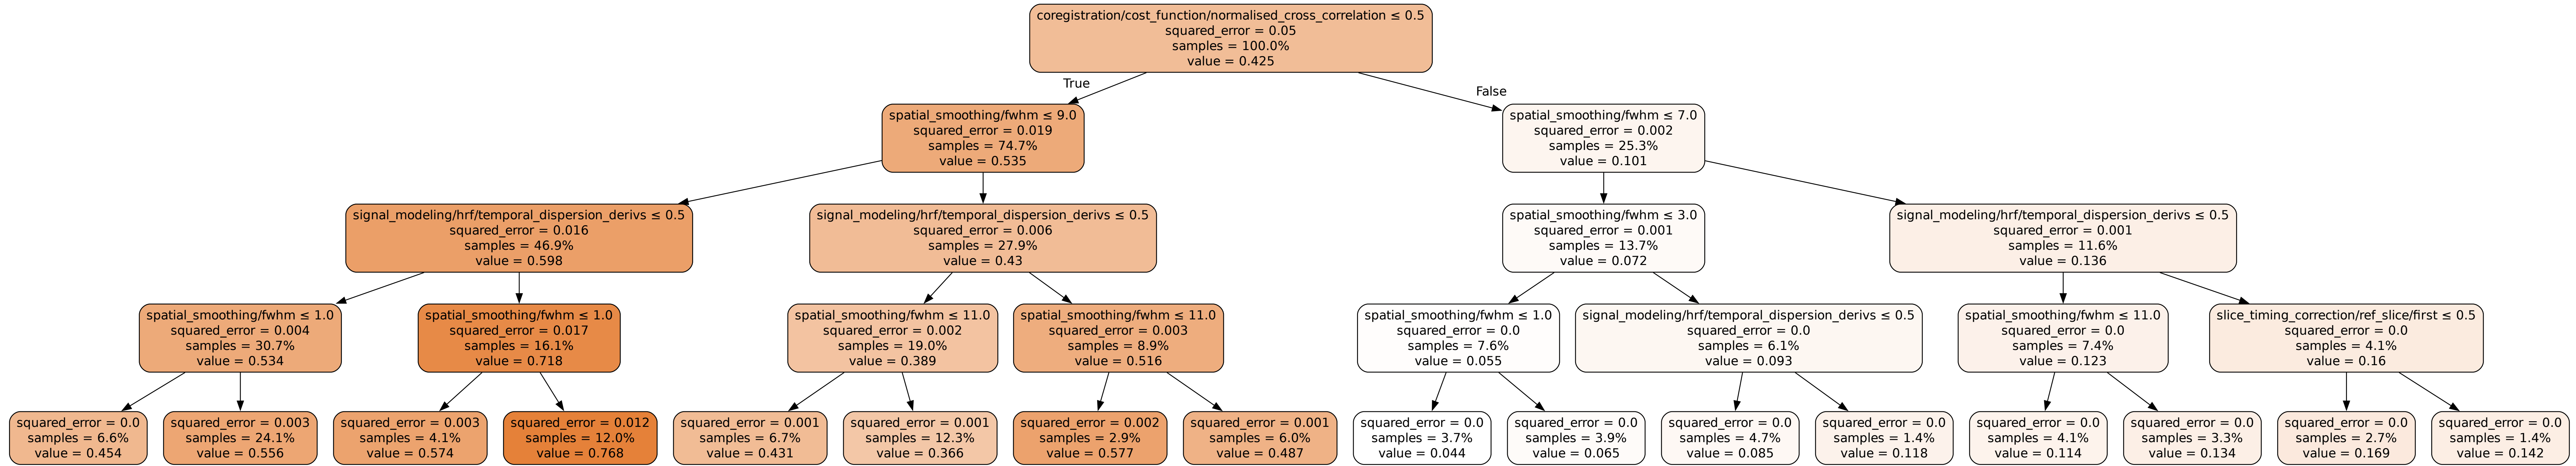 coregistration/cost_function/normalised_cross_correlation ≤ 0.5
squared_error = 0.05
samples = 100.0%
value = 0.425
True
False
spatial_smoothing/fwhm ≤ 9.0
squared_error = 0.019
samples = 74.7%
value = 0.535
spatial_smoothing/fwhm ≤ 7.0
squared_error = 0.002
samples = 25.3%
value = 0.101
signal_modeling/hrf/temporal_dispersion_derivs ≤ 0.5
squared_error = 0.016
samples = 46.9%
value = 0.598
signal_modeling/hrf/temporal_dispersion_derivs ≤ 0.5
squared_error = 0.006
samples = 27.9%
value = 0.43
spatial_smoothing/fwhm ≤ 3.0
squared_error = 0.001
samples = 13.7%
value = 0.072
signal_modeling/hrf/temporal_dispersion_derivs ≤ 0.5
squared_error = 0.001
samples = 11.6%
value = 0.136
spatial_smoothing/fwhm ≤ 1.0
squared_error = 0.004
samples = 30.7%
value = 0.534
spatial_smoothing/fwhm ≤ 1.0
squared_error = 0.017
samples = 16.1%
value = 0.718
spatial_smoothing/fwhm ≤ 11.0
squared_error = 0.002
samples = 19.0%
value = 0.389
spatial_smoothing/fwhm ≤ 11.0
squared_error = 0.003
samples = 8.9%
value = 0.516
spatial_smoothing/fwhm ≤ 1.0
squared_error = 0.0
samples = 7.6%
value = 0.055
signal_modeling/hrf/temporal_dispersion_derivs ≤ 0.5
squared_error = 0.0
samples = 6.1%
value = 0.093
spatial_smoothing/fwhm ≤ 11.0
squared_error = 0.0
samples = 7.4%
value = 0.123
slice_timing_correction/ref_slice/first ≤ 0.5
squared_error = 0.0
samples = 4.1%
value = 0.16
squared_error = 0.0
samples = 6.6%
value = 0.454
squared_error = 0.003
samples = 24.1%
value = 0.556
squared_error = 0.003
samples = 4.1%
value = 0.574
squared_error = 0.012
samples = 12.0%
value = 0.768
squared_error = 0.001
samples = 6.7%
value = 0.431
squared_error = 0.001
samples = 12.3%
value = 0.366
squared_error = 0.002
samples = 2.9%
value = 0.577
squared_error = 0.001
samples = 6.0%
value = 0.487
squared_error = 0.0
samples = 3.7%
value = 0.044
squared_error = 0.0
samples = 3.9%
value = 0.065
squared_error = 0.0
samples = 4.7%
value = 0.085
squared_error = 0.0
samples = 1.4%
value = 0.118
squared_error = 0.0
samples = 4.1%
value = 0.114
squared_error = 0.0
samples = 3.3%
value = 0.134
squared_error = 0.0
samples = 2.7%
value = 0.169
squared_error = 0.0
samples = 1.4%
value = 0.142